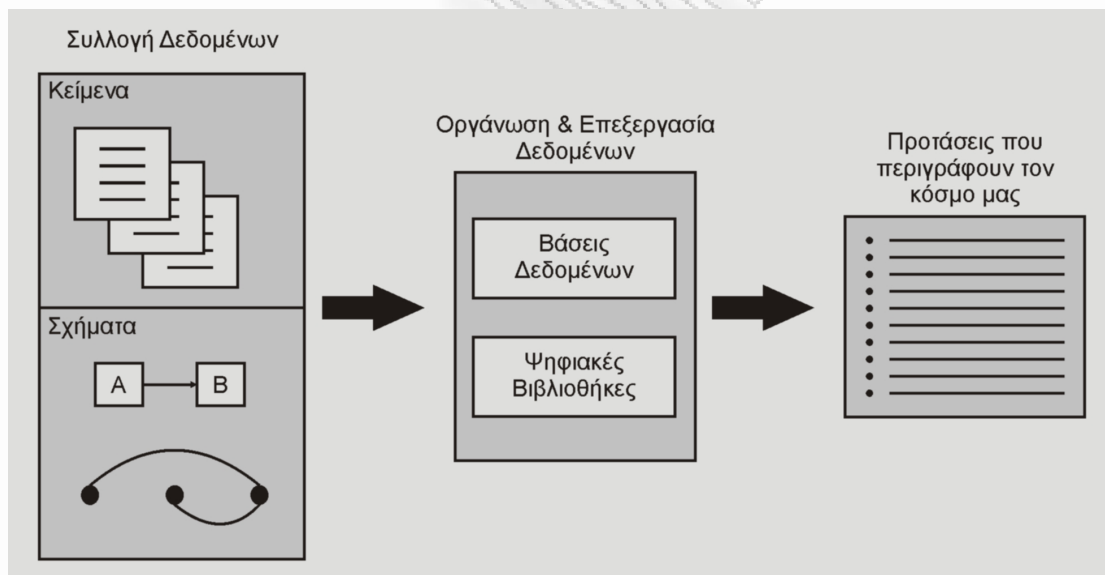 Συλλογή Δεδομένων
Κείμενα
Σχήματα
A
B
Οργάνωση & Επεξεργασία
Δεδομένων
Βάσεις
Δεδομένων
Ψηφιακές
Βιβλιοθήκες
Προτάσεις που
περιγράφουν τον
κόσμο μας